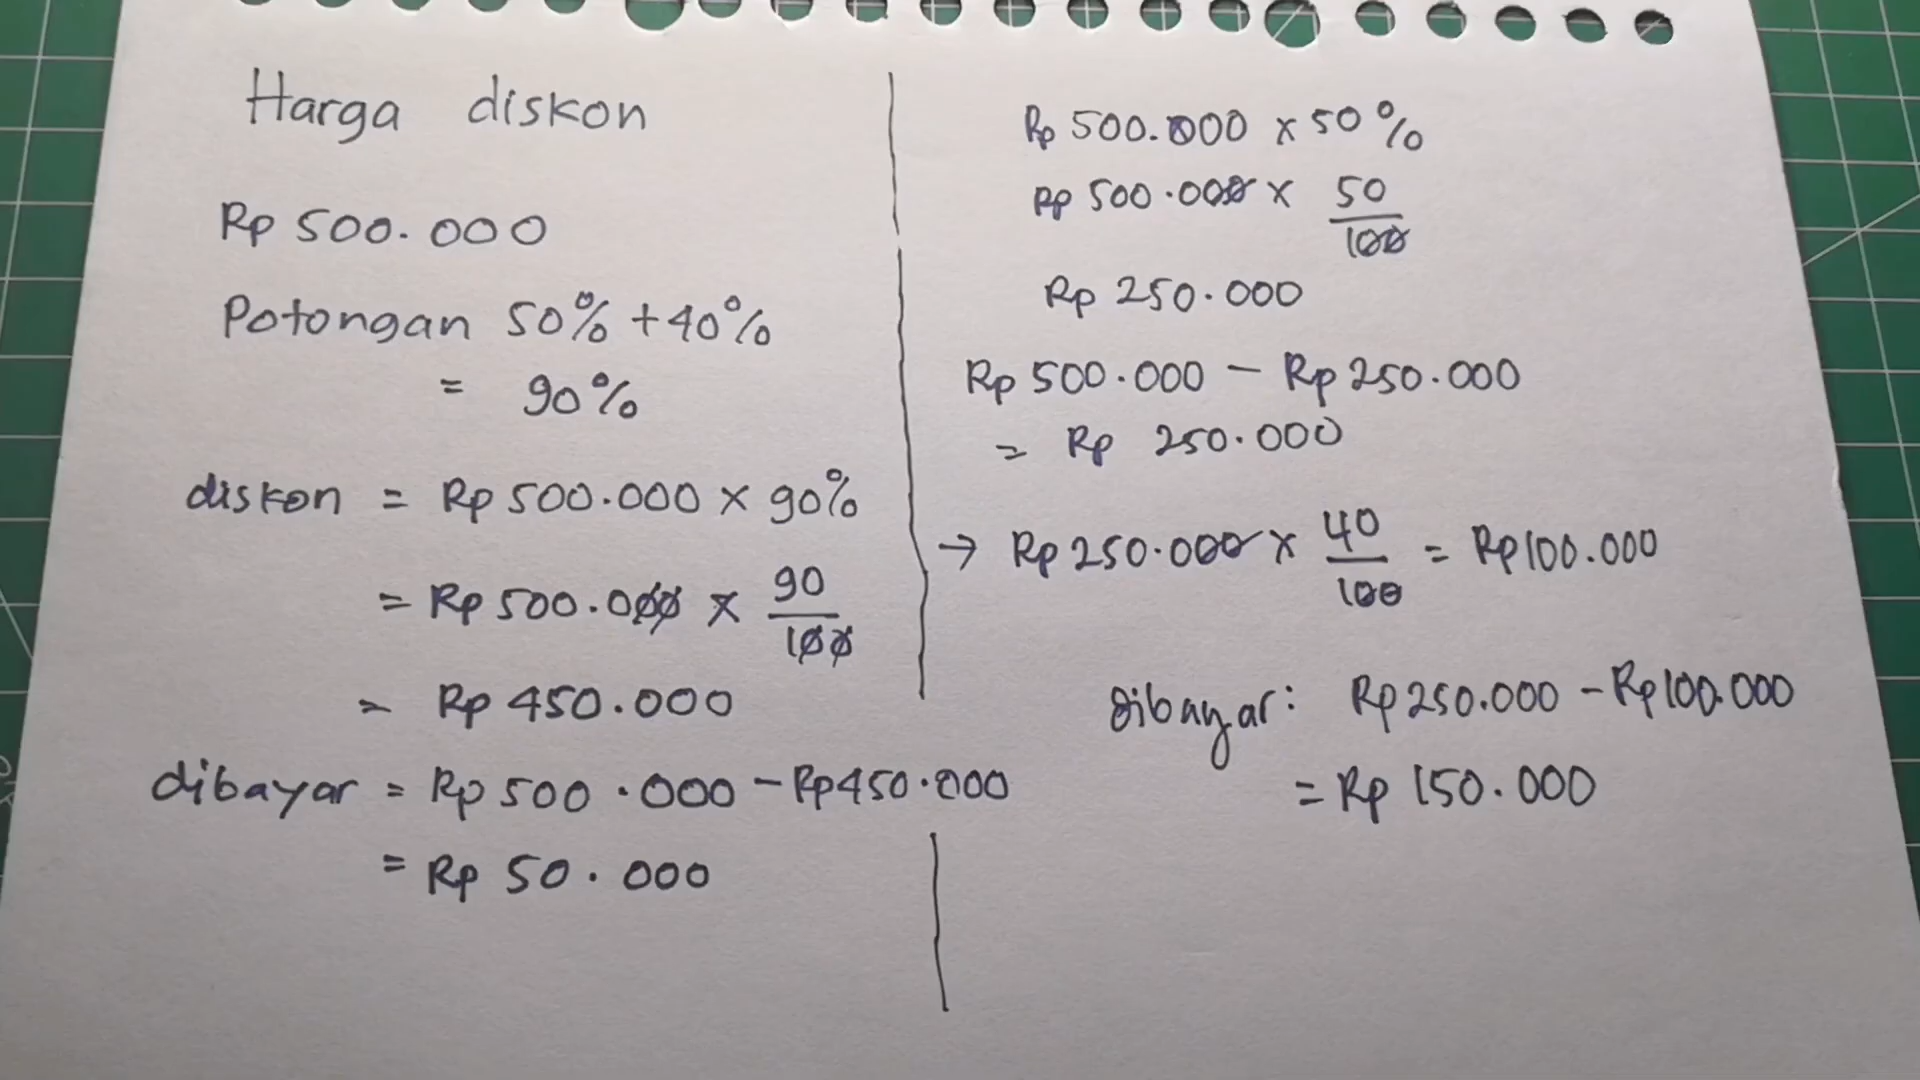 Harga diskon
Rp 500.000
Potongan 50% + 40%
= 90%
diskon = Rp 500.000 x 90%
= Rp 500.000 x 90/100
= Rp 450.000
dibayar = Rp 500.000 - Rp 450.000
= Rp 50.000
Rp 500.000 x 50%
Rp 500.000 x 50/100
Rp 250.000
Rp 500.000 - Rp 250.000
= Rp 250.000
→ Rp 250.000 x 40/100 = Rp 100.000
dibayar: Rp 250.000 - Rp 100.000
= Rp 150.000